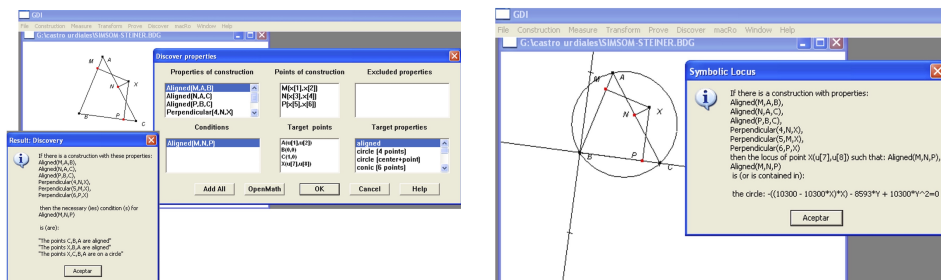 GDI
File Construction Measure Transform Prove Discover macRo Window Help
G:\castro urdiales\SIMSOM-STEINER.BDG
M
A
N
X
B
P
C
Discover properties
Properties of construction
Points of construction
Excluded properties
Aligned(M,A,B)
Aligned(N,A,C)
Aligned(P,B,C)
Perpendicular(4,N,X)
M(x[1],x[2])
N(x[3],x[4])
P(x[5],x[6])
Conditions
Target points
Target properties
Aligned(M,N,P)
A(u[1],u[2])
B(0,0)
C(1,0)
X(u[7],u[8])
aligned
circle (4 points)
circle (center+point)
conic (6 points)
Add All
OpenMath
OK
Cancel
Help
Result: Discovery
If there is a construction with these properties:
Aligned(M,A,B),
Aligned(N,A,C),
Aligned(P,B,C),
Perpendicular(4,N,X)
Perpendicular(5,M,X),
Perpendicular(6,P,X)
then the necessary (ies) condition (s) for
Aligned(M,N,P)
is (are):
"The points C,B,A are aligned"
"The points X,B,A are aligned"
"The points X,C,B,A are on a circle"
Aceptar
GDI
File Construction Measure Transform Prove Discover macRo Window Help
G:\castro urdiales\SIMSOM-STEINER.BDG
A
M
X
N
B
P
C
Symbolic Locus
If there is a construction with properties:
Aligned(M,A,B),
Aligned(N,A,C),
Aligned(P,B,C),
Perpendicular(4,N,X),
Perpendicular(5,M,X),
Perpendicular(6,P,X)
then the locus of point X(u[7],u[8]) such that: Aligned(M,N,P),
Aligned(M,N,P)
is (or is contained in):
the circle: -((10300 - 10300*X)*X) - 8593*Y + 10300*Y^2=0
Aceptar